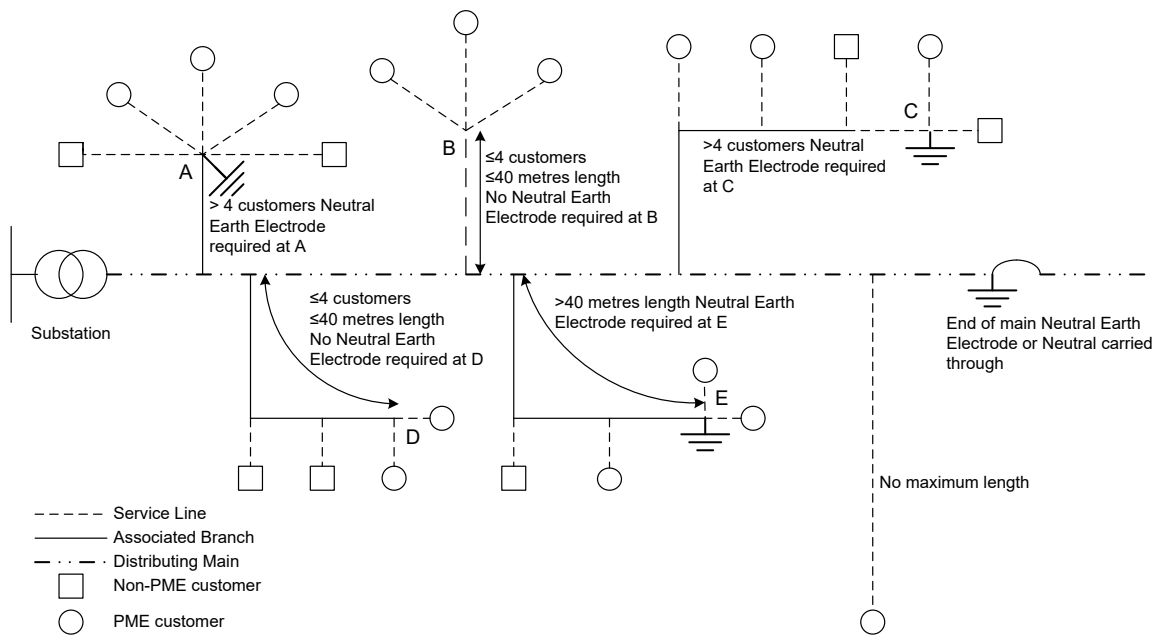 A
> 4 customers Neutral
Earth Electrode
required at A
B
≤4 customers
≤40 metres length
No Neutral Earth
Electrode required at B
C
>4 customers Neutral
Earth Electrode required
at C
Substation
≤4 customers
≤40 metres length
No Neutral Earth
Electrode required at D
D
>40 metres length Neutral Earth
Electrode required at E
E
End of main Neutral Earth
Electrode or Neutral carried
through
No maximum length
Service Line
Associated Branch
Distributing Main
Non-PME customer
PME customer